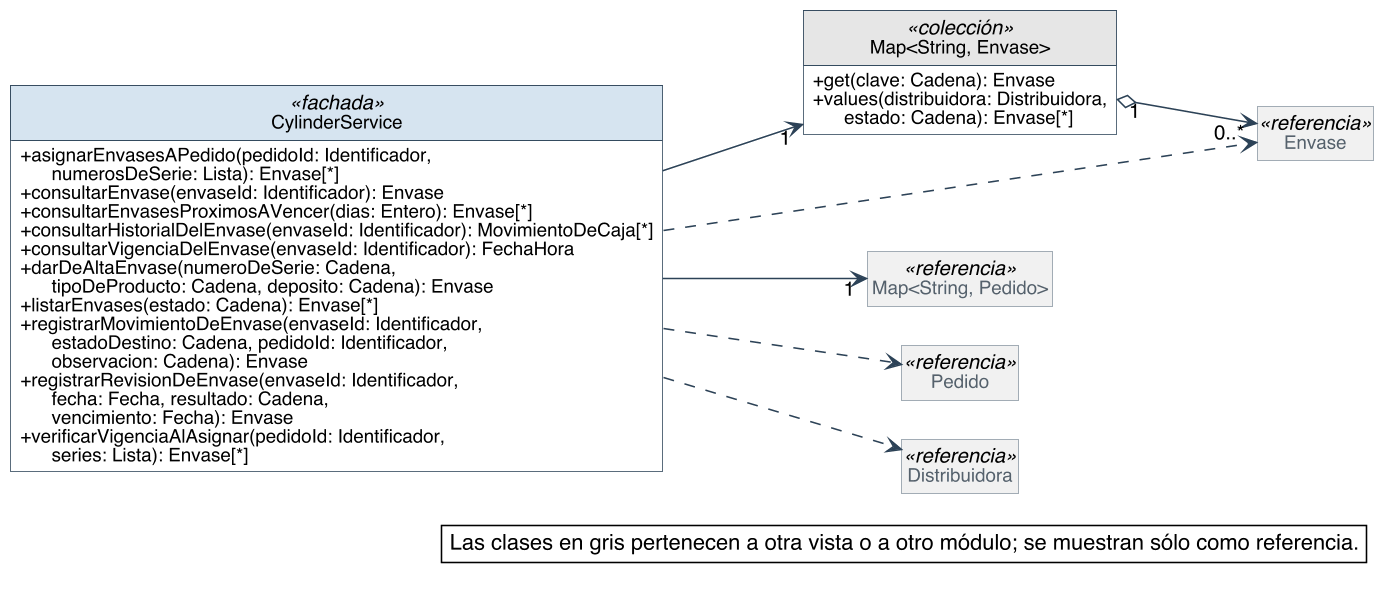 «colección»
Map<String, Envase>
+get(clave: Cadena): Envase
+values(distribuidora: Distribuidora,
estado: Cadena): Envase[*]
«fachada»
CylinderService
+asignarEnvasesAPedido(pedidoId: Identificador,
numerosDeSerie: Lista): Envase[*]
+consultarEnvase(envaseId: Identificador): Envase
+consultarEnvasesProximosAVencer(dias: Entero): Envase[*]
+consultarHistorialDelEnvase(envaseId: Identificador): MovimientoDeCaja[*]
+consultarVigenciaDelEnvase(envaseId: Identificador): FechaHora
+darDeAltaEnvase(numeroDeSerie: Cadena,
tipoDeProducto: Cadena, deposito: Cadena): Envase
+listarEnvases(estado: Cadena): Envase[*]
+registrarMovimientoDeEnvase(envaseId: Identificador,
estadoDestino: Cadena, pedidoId: Identificador,
observacion: Cadena): Envase
+registrarRevisionDeEnvase(envaseId: Identificador,
fecha: Fecha, resultado: Cadena,
vencimiento: Fecha): Envase
+verificarVigenciaAlAsignar(pedidoId: Identificador,
series: Lista): Envase[*]
1
1
0..*
«referencia»
Envase
1
«referencia»
Map<String, Pedido>
«referencia»
Pedido
«referencia»
Distribuidora
Las clases en gris pertenecen a otra vista o a otro módulo; se muestran sólo como referencia.